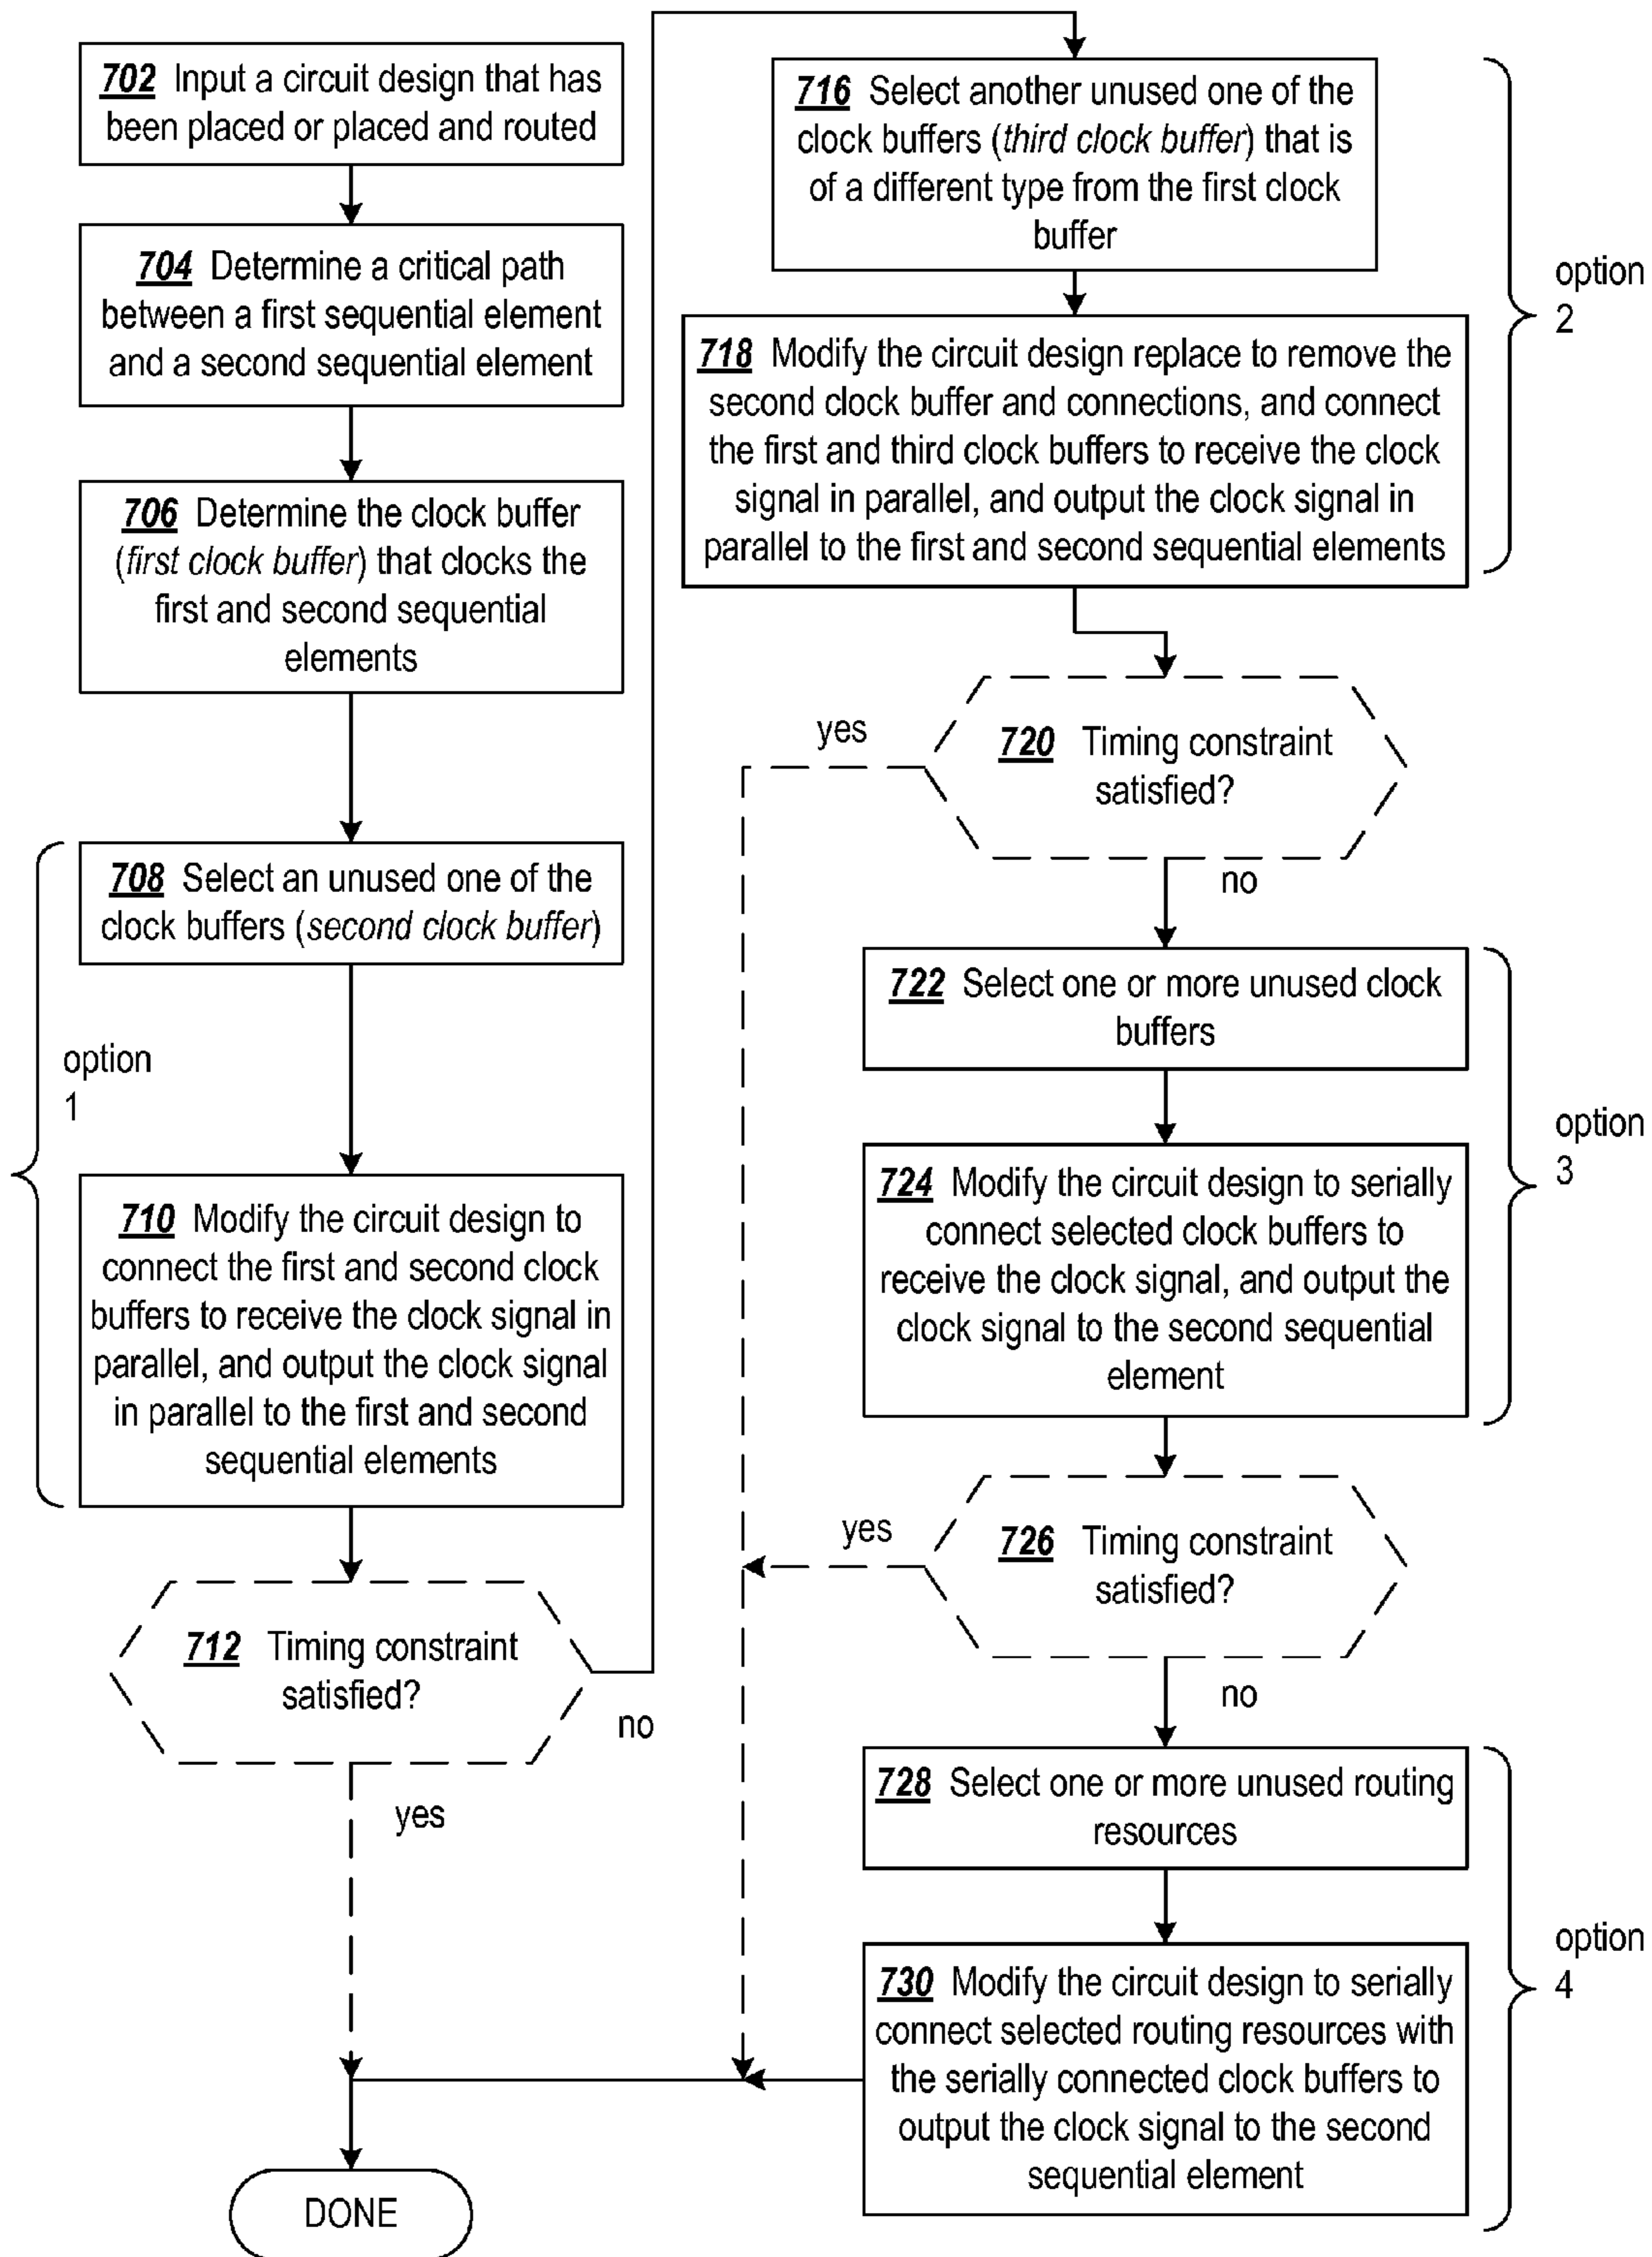 702 Input a circuit design that has
been placed or placed and routed
704 Determine a critical path
between a first sequential element
and a second sequential element
706 Determine the clock buffer
(first clock buffer) that clocks the
first and second sequential
elements
708 Select an unused one of the
clock buffers (second clock buffer)
option
1
710 Modify the circuit design to
connect the first and second clock
buffers to receive the clock signal in
parallel, and output the clock signal
in parallel to the first and second
sequential elements
712 Timing constraint
satisfied?
no
yes
DONE
716 Select another unused one of the
clock buffers (third clock buffer) that is
of a different type from the first clock
buffer
option
2
718 Modify the circuit design replace to remove the
second clock buffer and connections, and connect
the first and third clock buffers to receive the clock
signal in parallel, and output the clock signal in
parallel to the first and second sequential elements
yes
720 Timing constraint
satisfied?
no
722 Select one or more unused clock
buffers
option
3
724 Modify the circuit design to serially
connect selected clock buffers to
receive the clock signal, and output the
clock signal to the second sequential
element
yes
726 Timing constraint
satisfied?
no
728 Select one or more unused routing
resources
option
4
730 Modify the circuit design to serially
connect selected routing resources with
the serially connected clock buffers to
output the clock signal to the second
sequential element